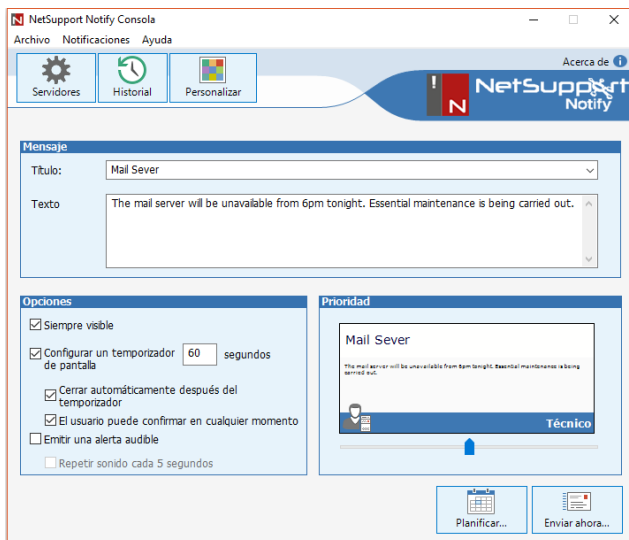 NetSupport Notify Consola
Archivo Notificaciones Ayuda
Acerca de
Servidores Historial Personalizar
NetSupport
Notify
Mensaje
Título: Mail Sever
Texto The mail server will be unavailable from 6pm tonight. Essential maintenance is being carried out.
Opciones
Siempre visible
Configurar un temporizador 60 segundos
de pantalla
Cerrar automáticamente después del
temporizador
El usuario puede confirmar en cualquier momento
Emitir una alerta audible
Repetir sonido cada 5 segundos
Prioridad
Mail Sever
The mail server will be unavailable from 6pm tonight. Essential maintenance is being
carried out.
Técnico
Planificar... Enviar ahora...